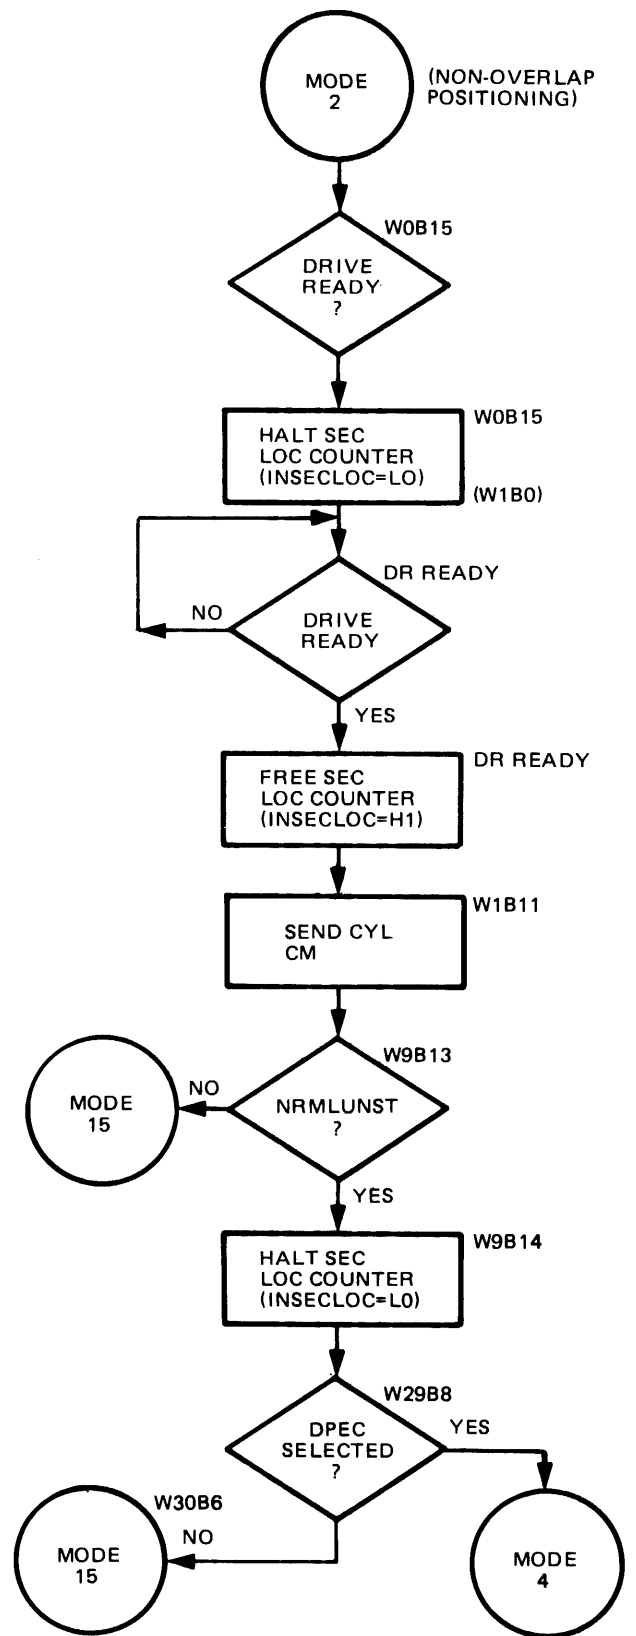 MODE
2
(NON-OVERLAP
POSITIONING)
W0B15
DRIVE
READY
?
W0B15
HALT SEC
LOC COUNTER
(INSECLOC=LO)
(W1B0)
DR READY
NO
DRIVE
READY
YES
DR READY
FREE SEC
LOC COUNTER
(INSECLOC=H1)
W1B11
SEND CYL
CM
W9B13
NO
NRMLUNST
?
MODE
15
YES
W9B14
HALT SEC
LOC COUNTER
(INSECLOC=L0)
W29B8
DPEC
SELECTED
?
YES
W30B6
NO
MODE
15
MODE
4